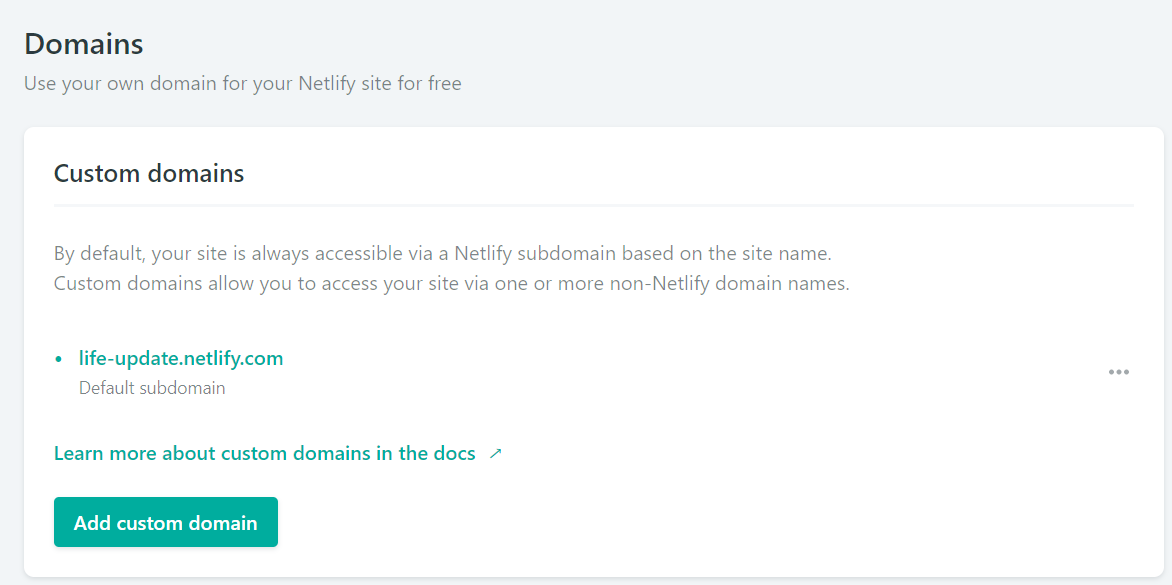 Domains
Use your own domain for your Netlify site for free
Custom domains
By default, your site is always accessible via a Netlify subdomain based on the site name.
Custom domains allow you to access your site via one or more non-Netlify domain names.
• life-update.netlify.com
Default subdomain
Learn more about custom domains in the docs ↗
Add custom domain